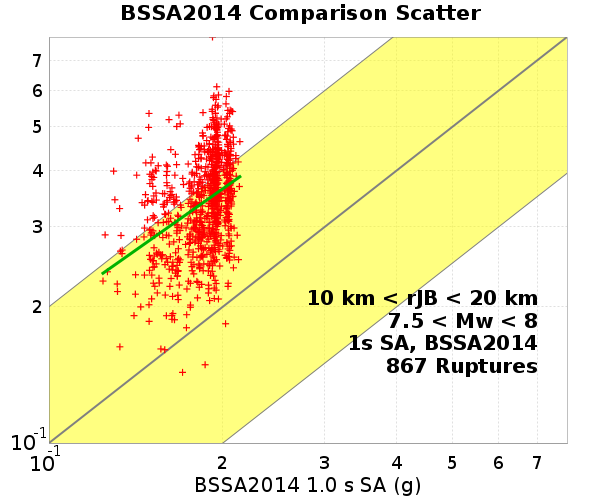 BSSA2014 Comparison Scatter
7
6
5
4
3
2
10-1
10 km < rJB < 20 km
7.5 < Mw < 8
1s SA, BSSA2014
867 Ruptures
10-1 2 3 4 5 6 7
BSSA2014 1.0 s SA (g)